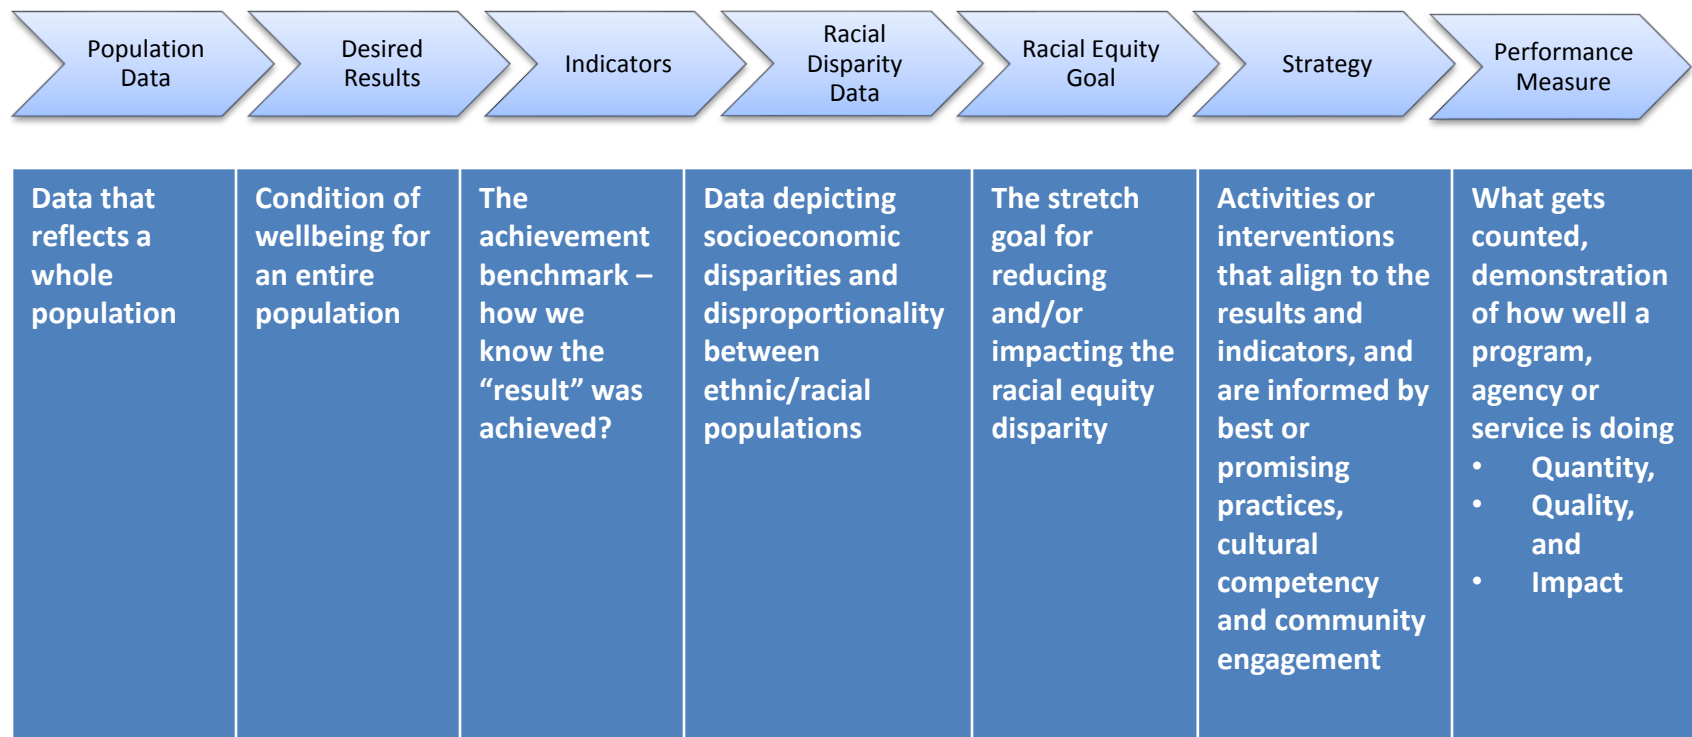 Population
Data
Desired
Results
Indicators
Racial
Disparity
Data
Racial Equity
Goal
Strategy
Performance
Measure
Data that
reflects a
whole
population
Condition of
wellbeing for
an entire
population
The
achievement
benchmark –
how we
know the
“result” was
achieved?
Data depicting
socioeconomic
disparities and
disproportionality
between
ethnic/racial
populations
The stretch
goal for
reducing
and/or
impacting the
racial equity
disparity
Activities or
interventions
that align to the
results and
indicators, and
are informed by
best or
promising
practices,
cultural
competency
and community
engagement
What gets
counted,
demonstration
of how well a
program,
agency or
service is doing
• Quantity,
• Quality,
and
• Impact